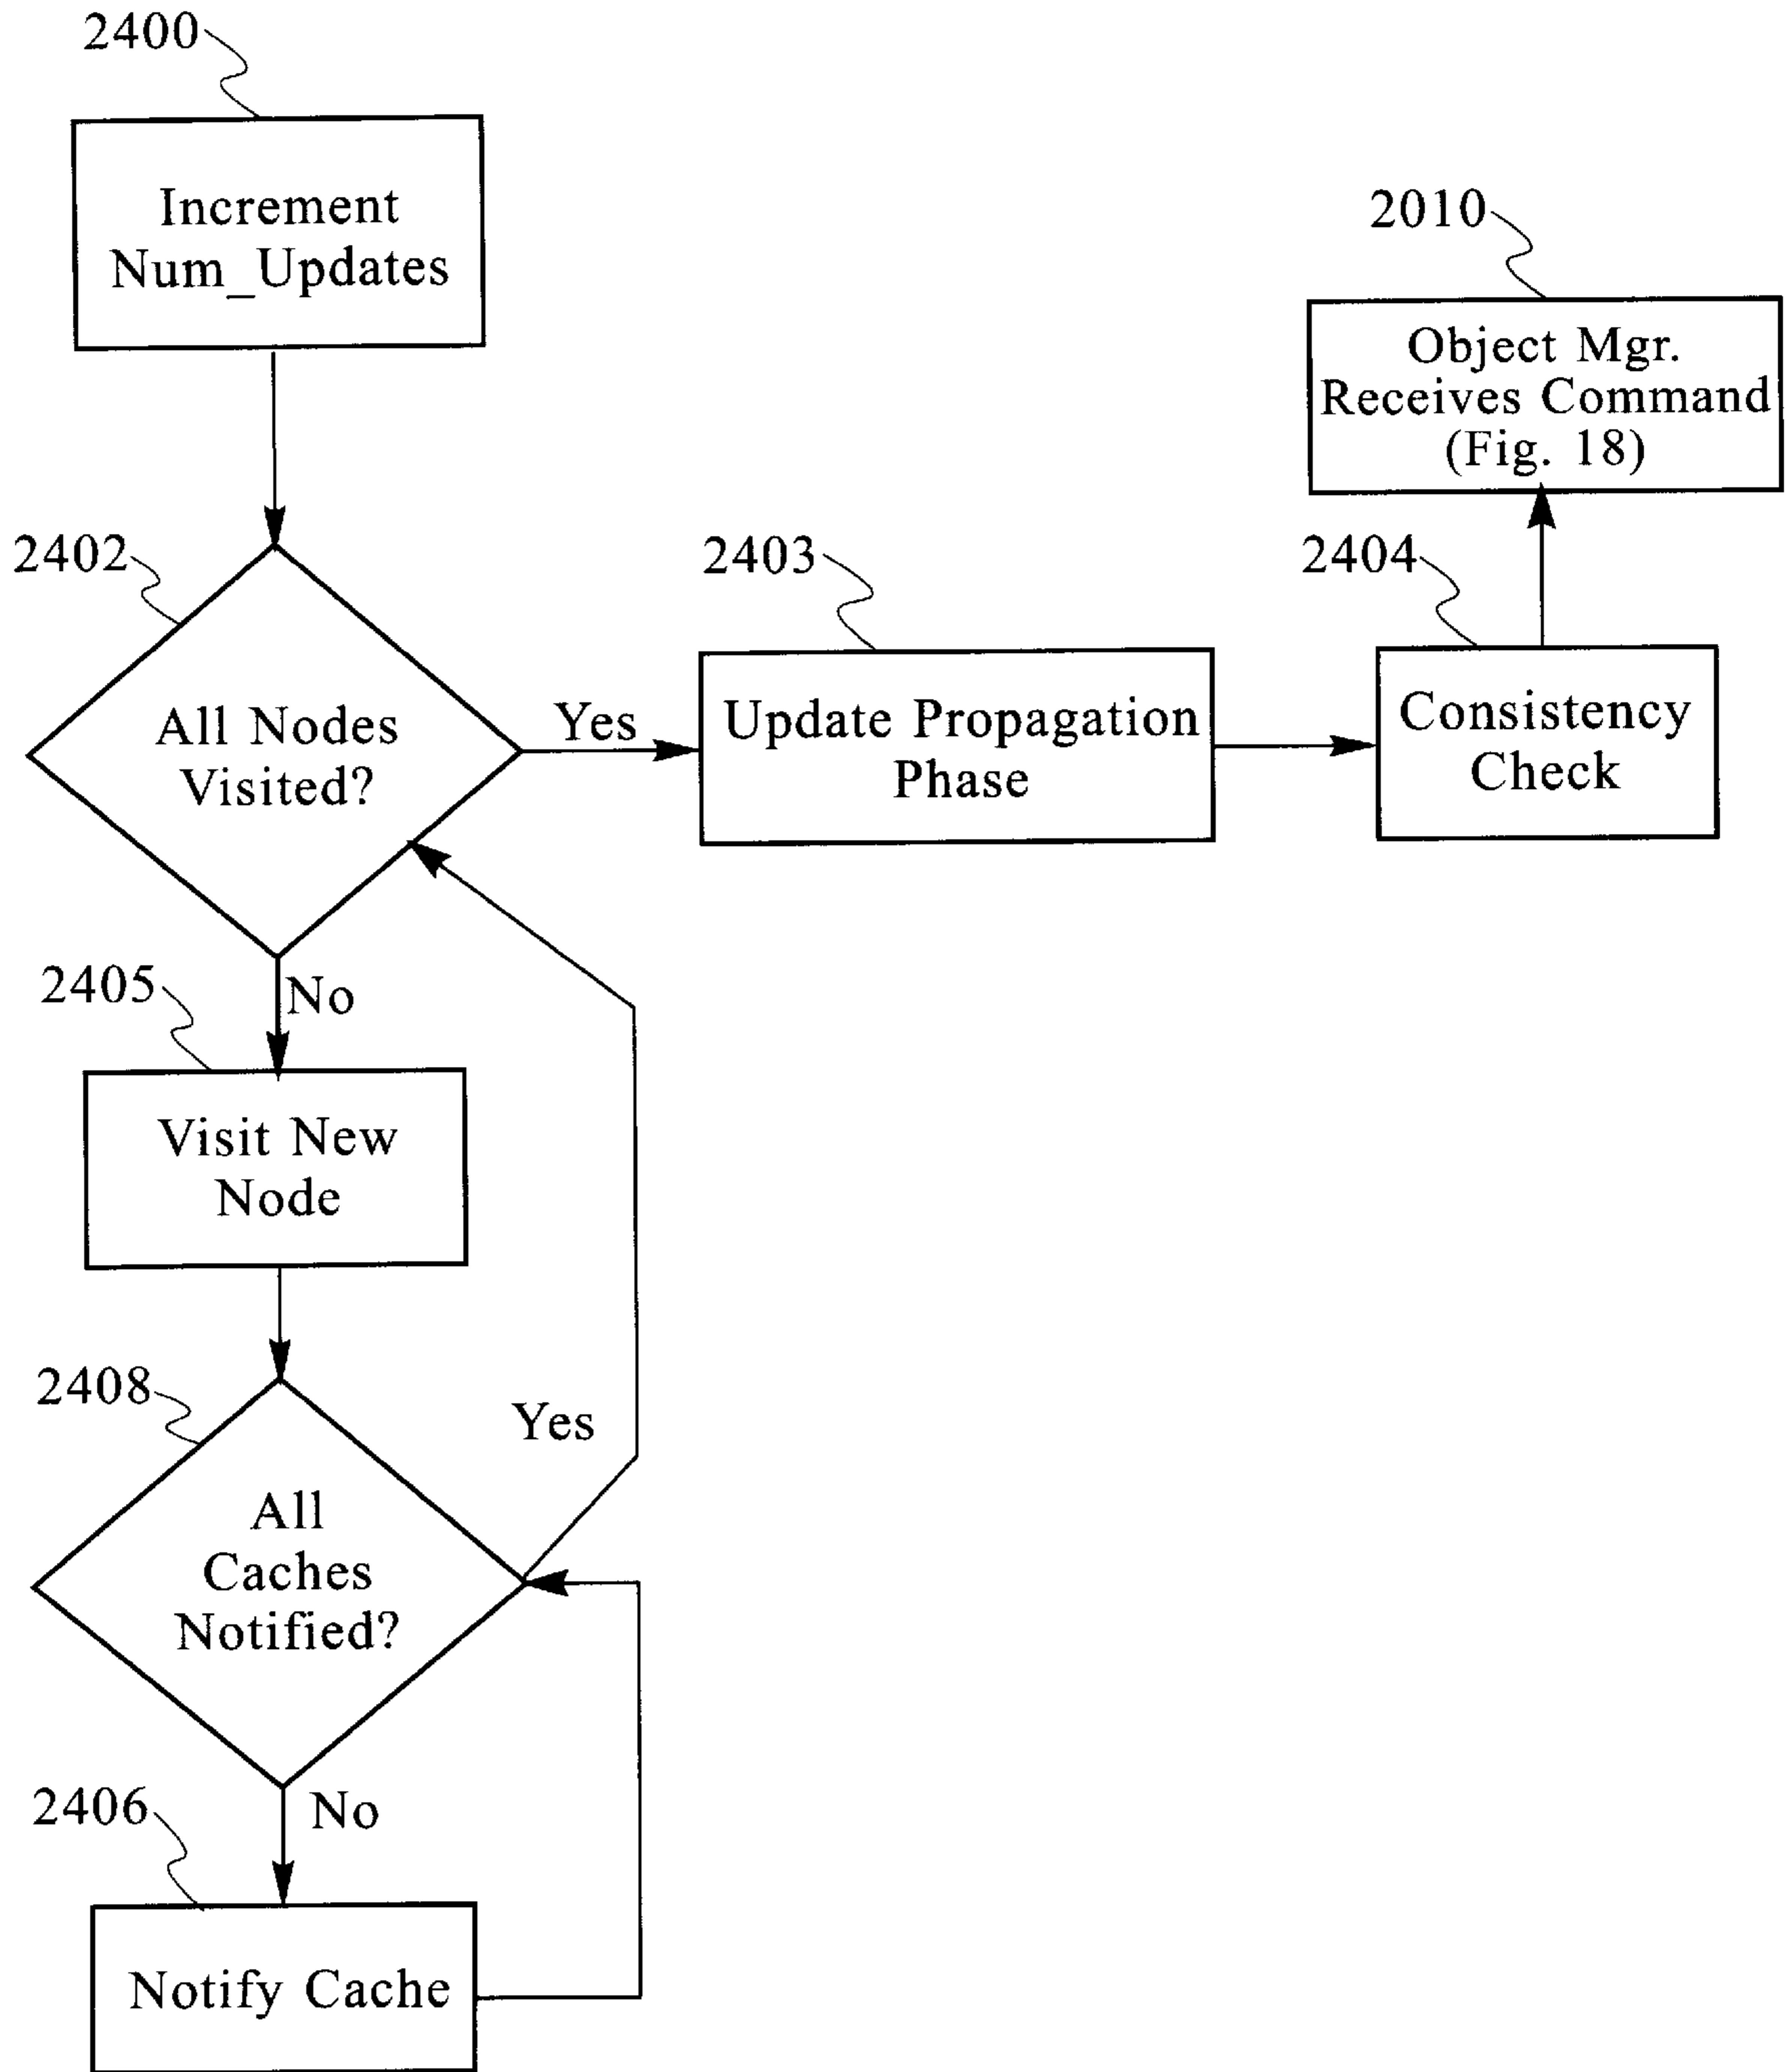 2400
Increment
Num_Updates
2010
Object Mgr.
Receives Command
(Fig. 18)
2402
All Nodes
Visited?
Yes
2403
Update Propagation
Phase
2404
Consistency
Check
No
2405
Visit New
Node
2408
Yes
All
Caches
Notified?
No
2406
Notify Cache